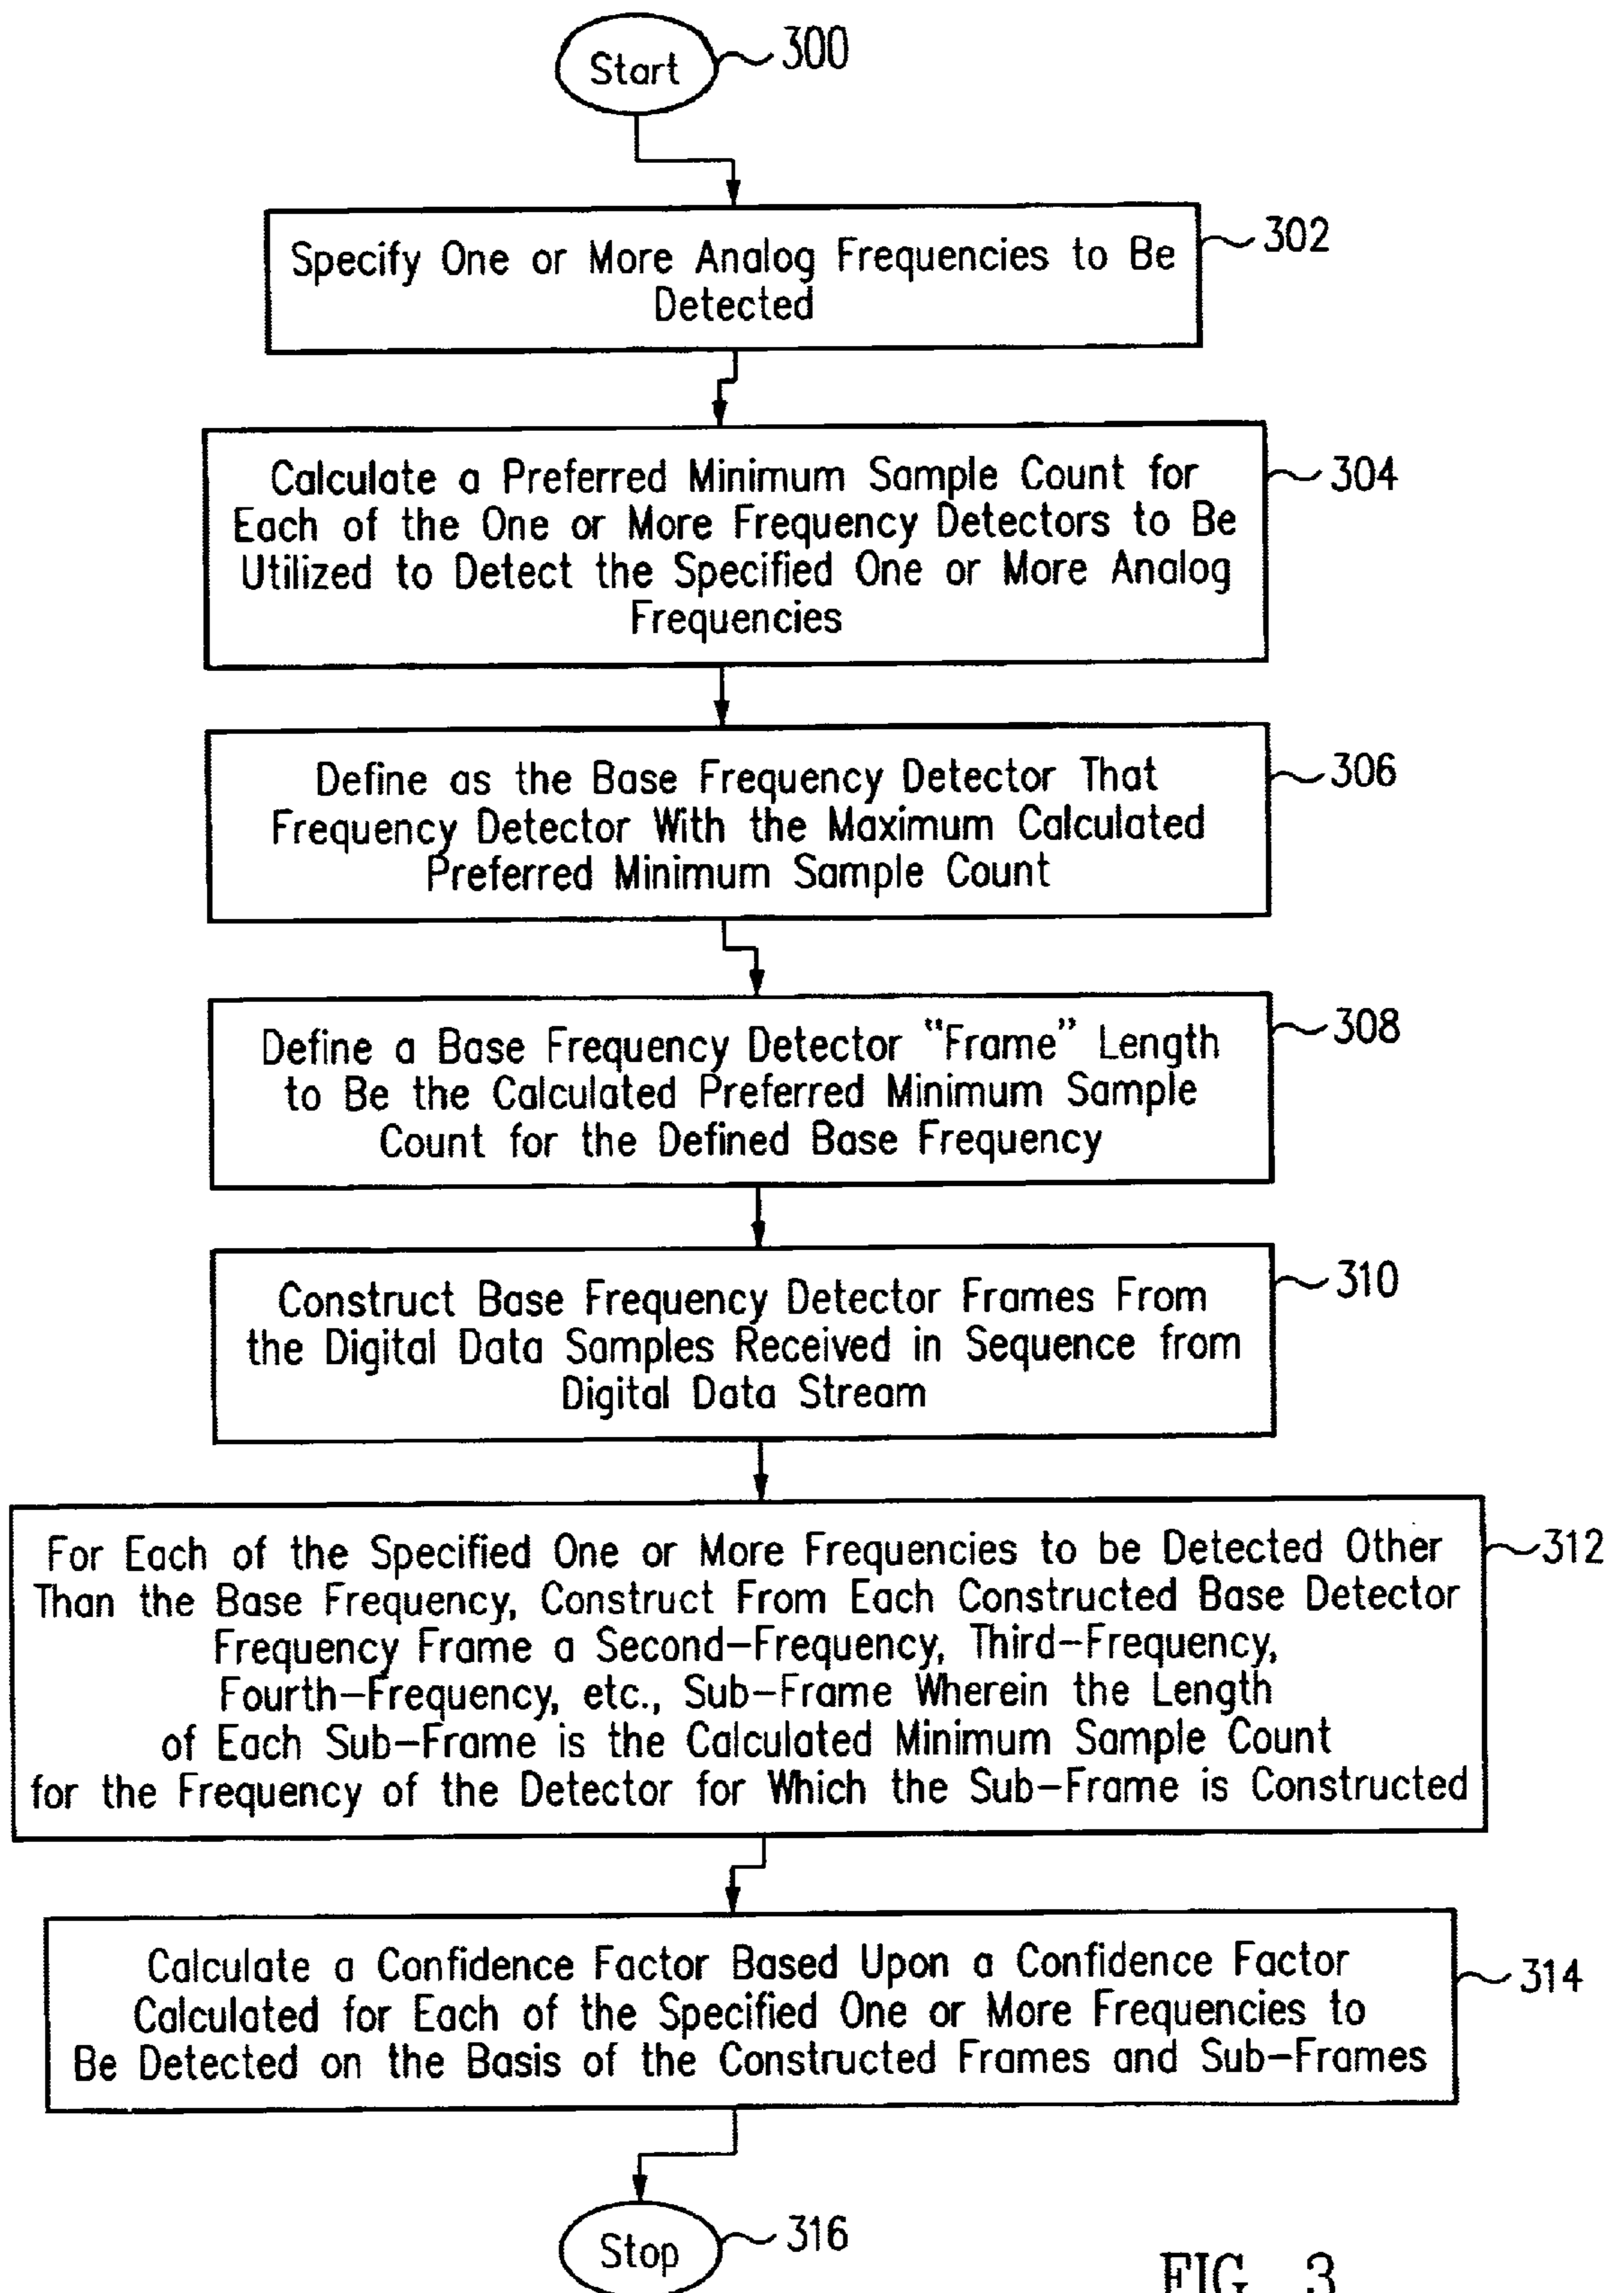 Start
300
Specify One or More Analog Frequencies to Be
Detected
302
Calculate a Preferred Minimum Sample Count for
Each of the One or More Frequency Detectors to Be
Utilized to Detect the Specified One or More Analog
Frequencies
304
Define as the Base Frequency Detector That
Frequency Detector With the Maximum Calculated
Preferred Minimum Sample Count
306
Define a Base Frequency Detector “Frame” Length
to Be the Calculated Preferred Minimum Sample
Count for the Defined Base Frequency
308
Construct Base Frequency Detector Frames From
the Digital Data Samples Received in Sequence from
Digital Data Stream
310
For Each of the Specified One or More Frequencies to be Detected Other
Than the Base Frequency, Construct From Each Constructed Base Detector
Frequency Frame a Second-Frequency, Third-Frequency,
Fourth-Frequency, etc., Sub-Frame Wherein the Length
of Each Sub-Frame is the Calculated Minimum Sample Count
for the Frequency of the Detector for Which the Sub-Frame is Constructed
312
Calculate a Confidence Factor Based Upon a Confidence Factor
Calculated for Each of the Specified One or More Frequencies to
Be Detected on the Basis of the Constructed Frames and Sub-Frames
314
Stop
316
FIG. 3